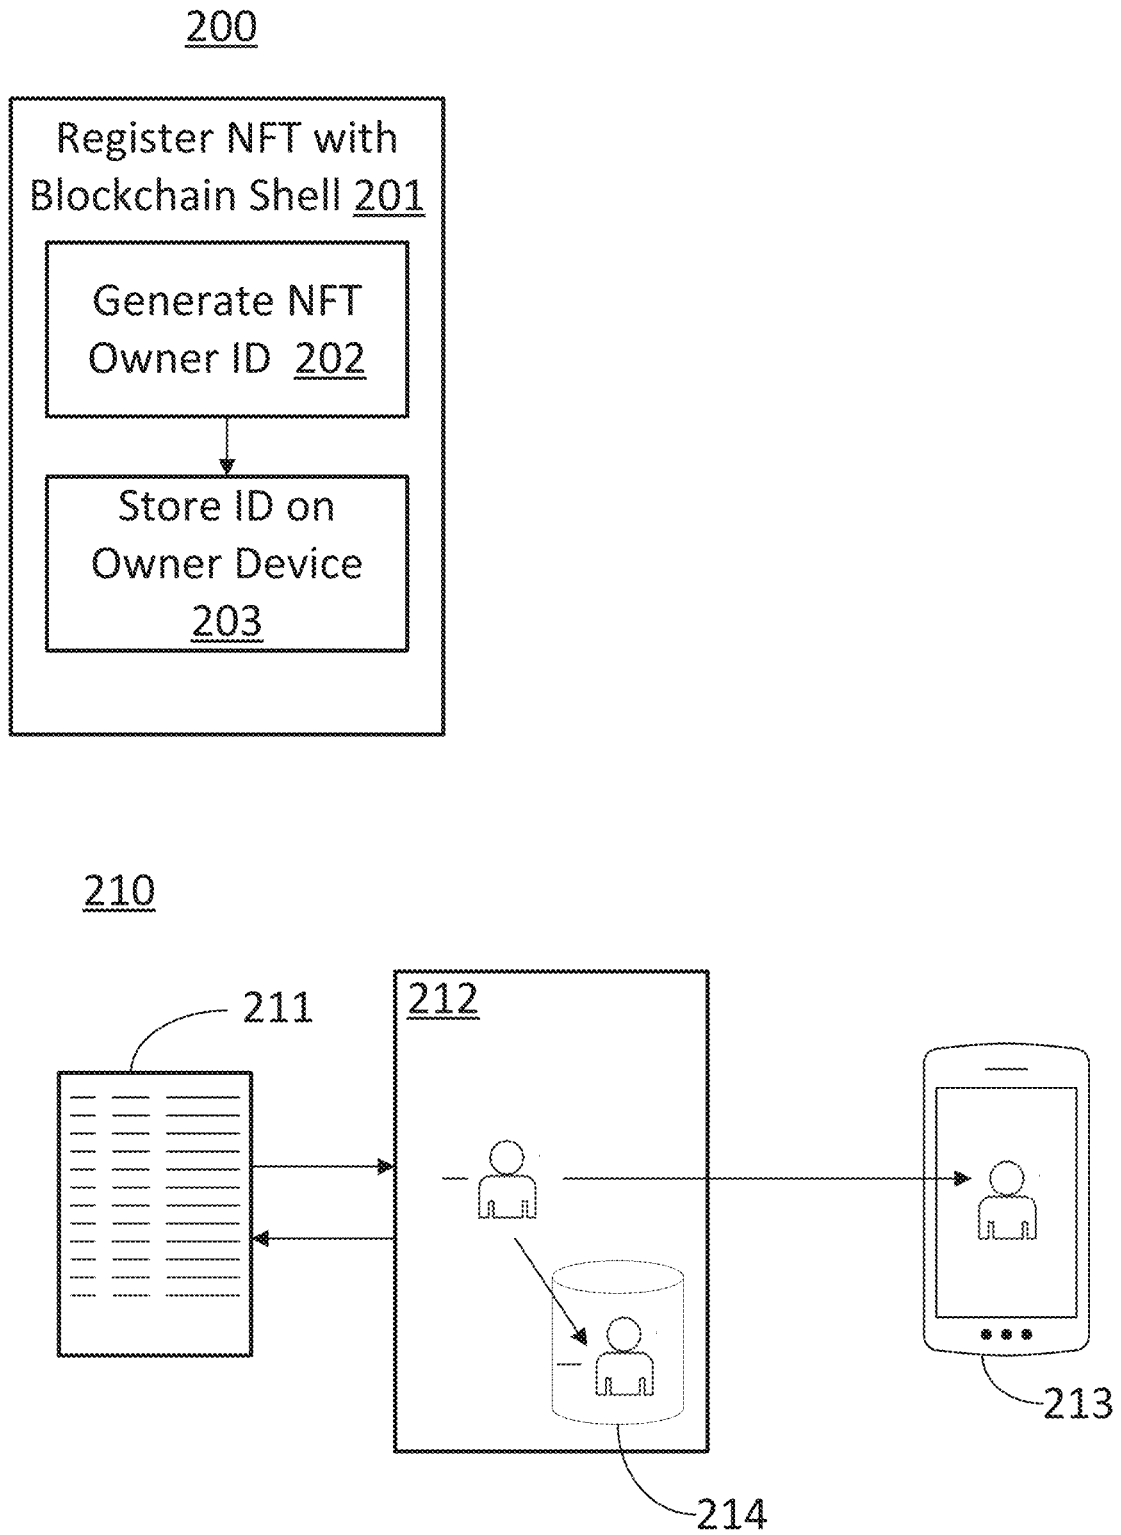 200
Register NFT with
Blockchain Shell 201
Generate NFT
Owner ID 202
Store ID on
Owner Device
203
210
211
212
213
214